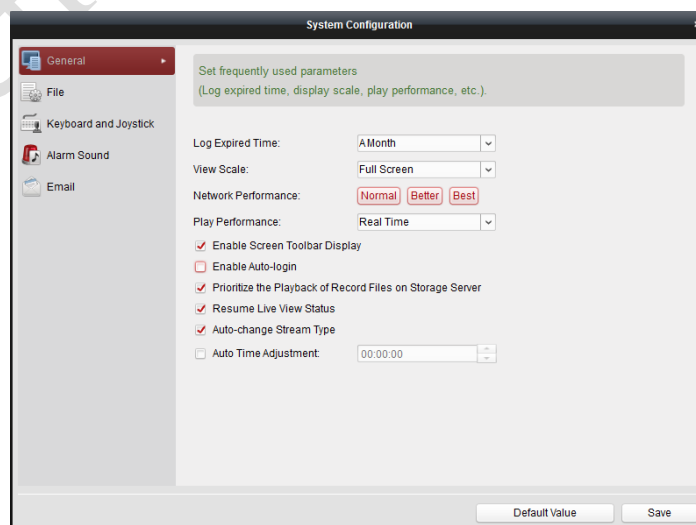 System Configuration
General
File
Keyboard and Joystick
Alarm Sound
Email
Set frequently used parameters
(Log expired time, display scale, play performance, etc.).
Log Expired Time: A Month
View Scale: Full Screen
Network Performance: Normal Better Best
Play Performance: Real Time
Enable Screen Toolbar Display
Enable Auto-login
Prioritize the Playback of Record Files on Storage Server
Resume Live View Status
Auto-change Stream Type
Auto Time Adjustment: 00:00:00
Default Value Save